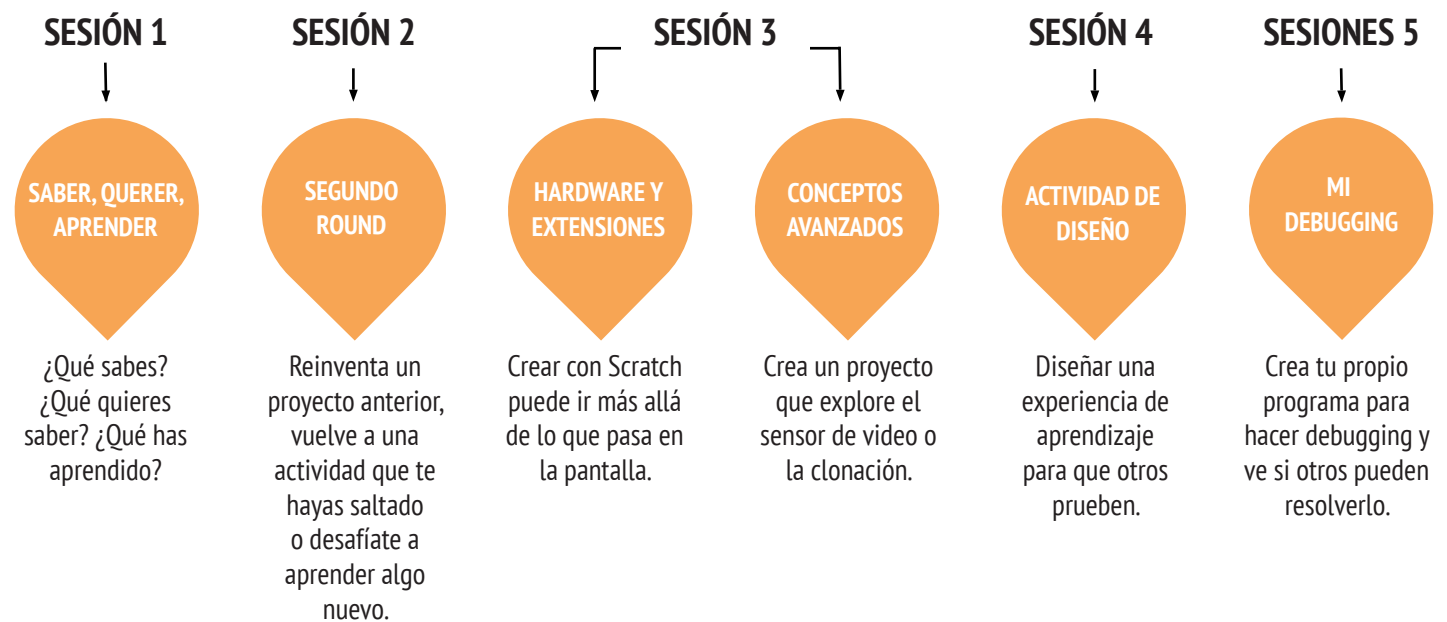 SESIÓN 1
SESIÓN 2
SESIÓN 3
SESIÓN 4
SESIONES 5
SABER, QUERER,
APRENDER
SEGUNDO
ROUND
HARDWARE Y
EXTENSIONES
CONCEPTOS
AVANZADOS
ACTIVIDAD DE
DISEÑO
MI
DEBUGGING
¿Qué sabes?
¿Qué quieres
saber? ¿Qué has
aprendido?
Reinventa un
proyecto anterior,
vuelve a una
actividad que te
hayas saltado
o desafíate a
aprender algo
nuevo.
Crear con Scratch
puede ir más allá
de lo que pasa en
la pantalla.
Crea un proyecto
que explore el
sensor de video o
la clonación.
Diseñar una
experiencia de
aprendizaje
para que otros
prueben.
Crea tu propio
programa para
hacer debugging y
ve si otros pueden
resolverlo.